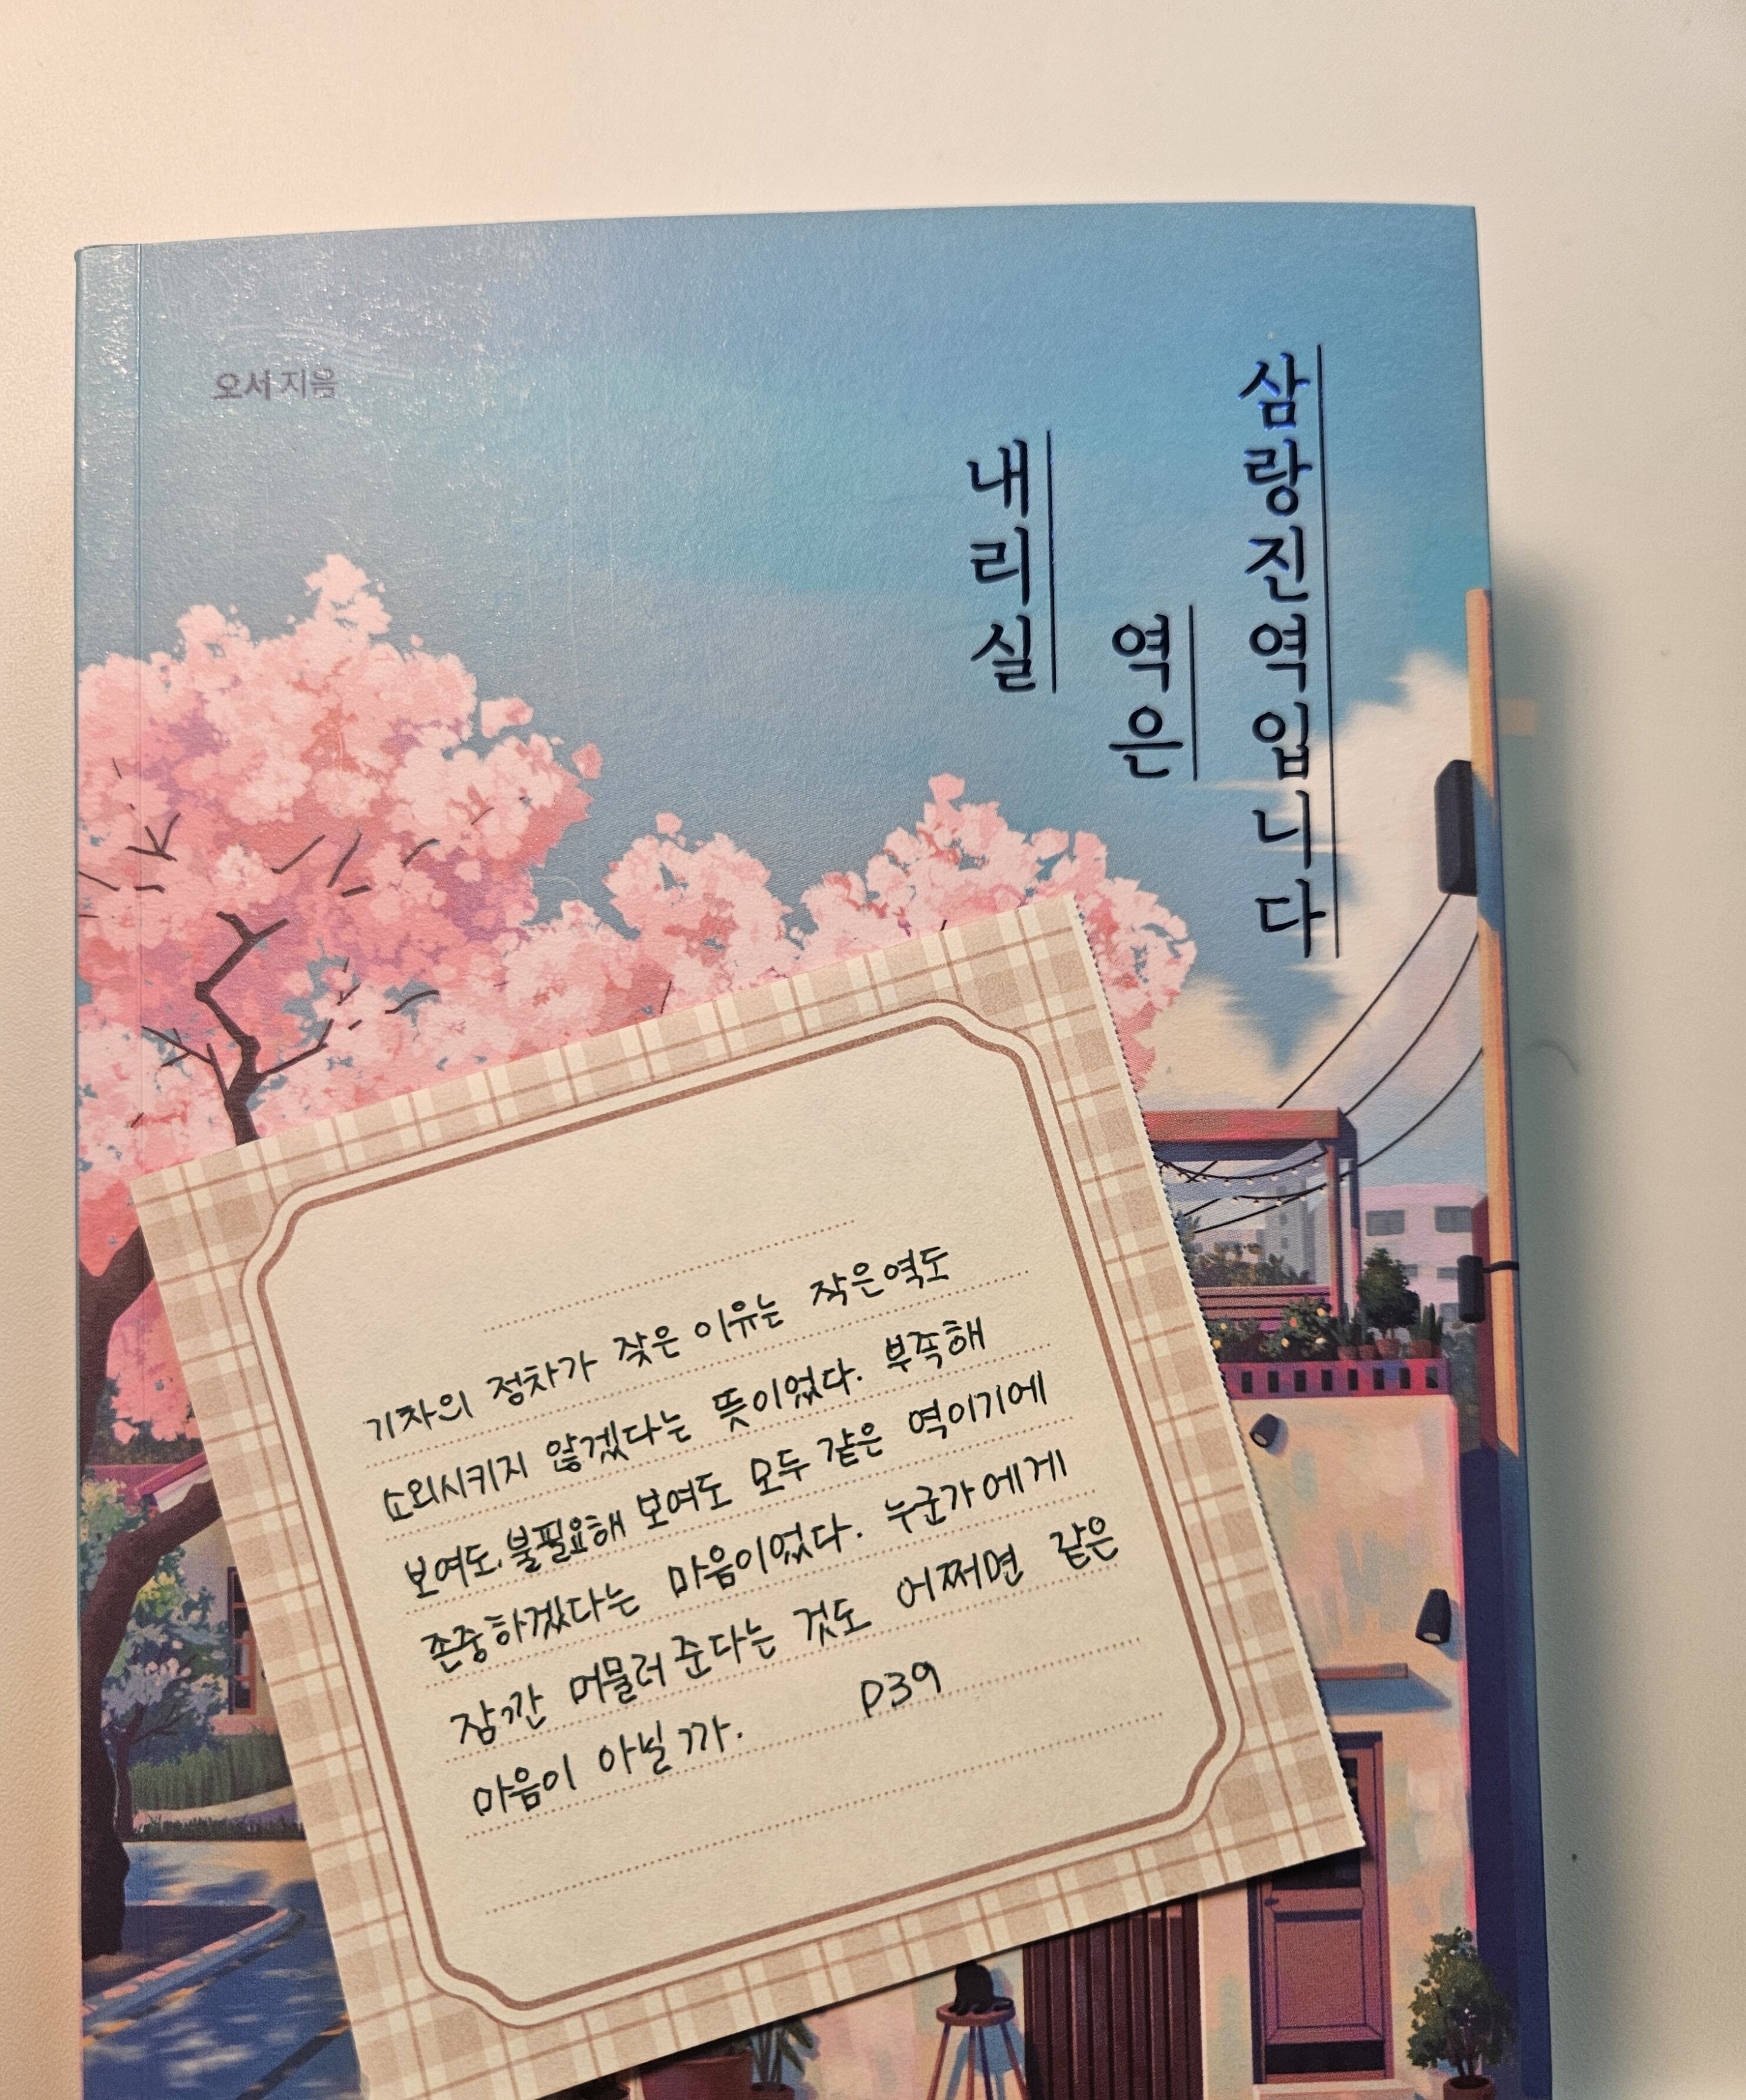 오서 지음
내리실
역은
삼랑진역입니다
기차의 정차가 잦은 이유는 작은역도
소외시키지 않겠다는 뜻이었다. 부족해
보여도, 불필요해 보여도 모두 같은 역이기에
존중하겠다는 마음이었다. 누군가에게
잠깐 머물러 준다는 것도 어쩌면 같은
마음이 아닐까. P39